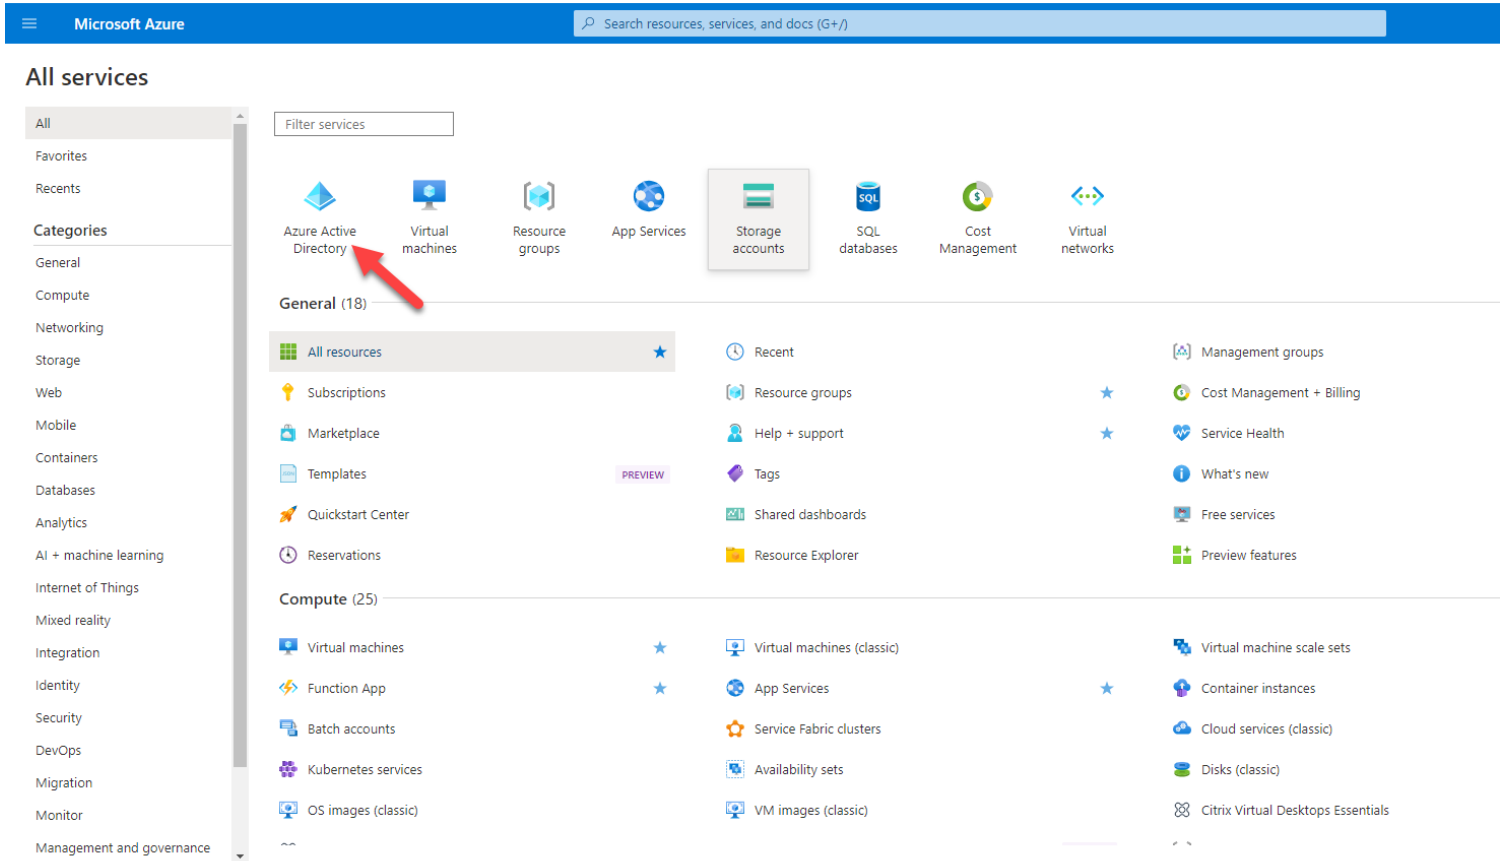 Microsoft Azure
Search resources, services, and docs (G+/)
All services
All
Favorites
Recents
Categories
General
Compute
Networking
Storage
Web
Mobile
Containers
Databases
Analytics
AI + machine learning
Internet of Things
Mixed reality
Integration
Identity
Security
DevOps
Migration
Monitor
Management and governance
Filter services
Azure Active
Directory
Virtual
machines
Resource
groups
App Services
Storage
accounts
SQL
SQL
databases
Cost
Management
Virtual
networks
General (18)
All resources
Recent
Management groups
Subscriptions
Resource groups
Cost Management + Billing
Marketplace
Help + support
Service Health
Templates
PREVIEW
Tags
What's new
Quickstart Center
Shared dashboards
Free services
Reservations
Resource Explorer
Preview features
Compute (25)
Virtual machines
Virtual machines (classic)
Virtual machine scale sets
Function App
App Services
Container instances
Batch accounts
Service Fabric clusters
Cloud services (classic)
Kubernetes services
Availability sets
Disks (classic)
OS images (classic)
VM images (classic)
Citrix Virtual Desktops Essentials